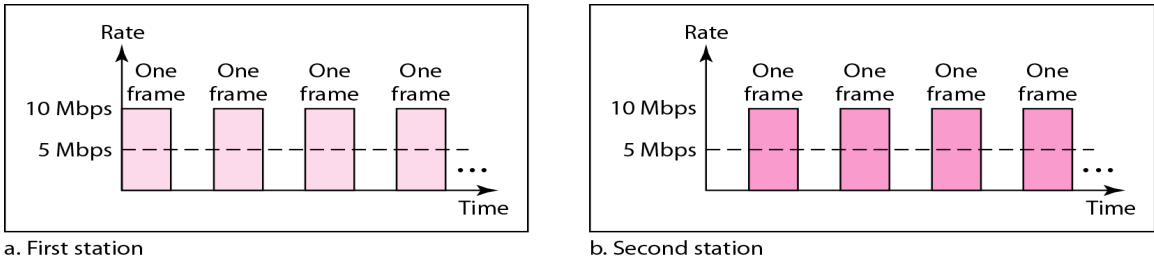 Rate
One frame
One frame
One frame
One frame
10 Mbps
5 Mbps
...
Time
a. First station
Rate
One frame
One frame
One frame
One frame
10 Mbps
5 Mbps
...
Time
b. Second station